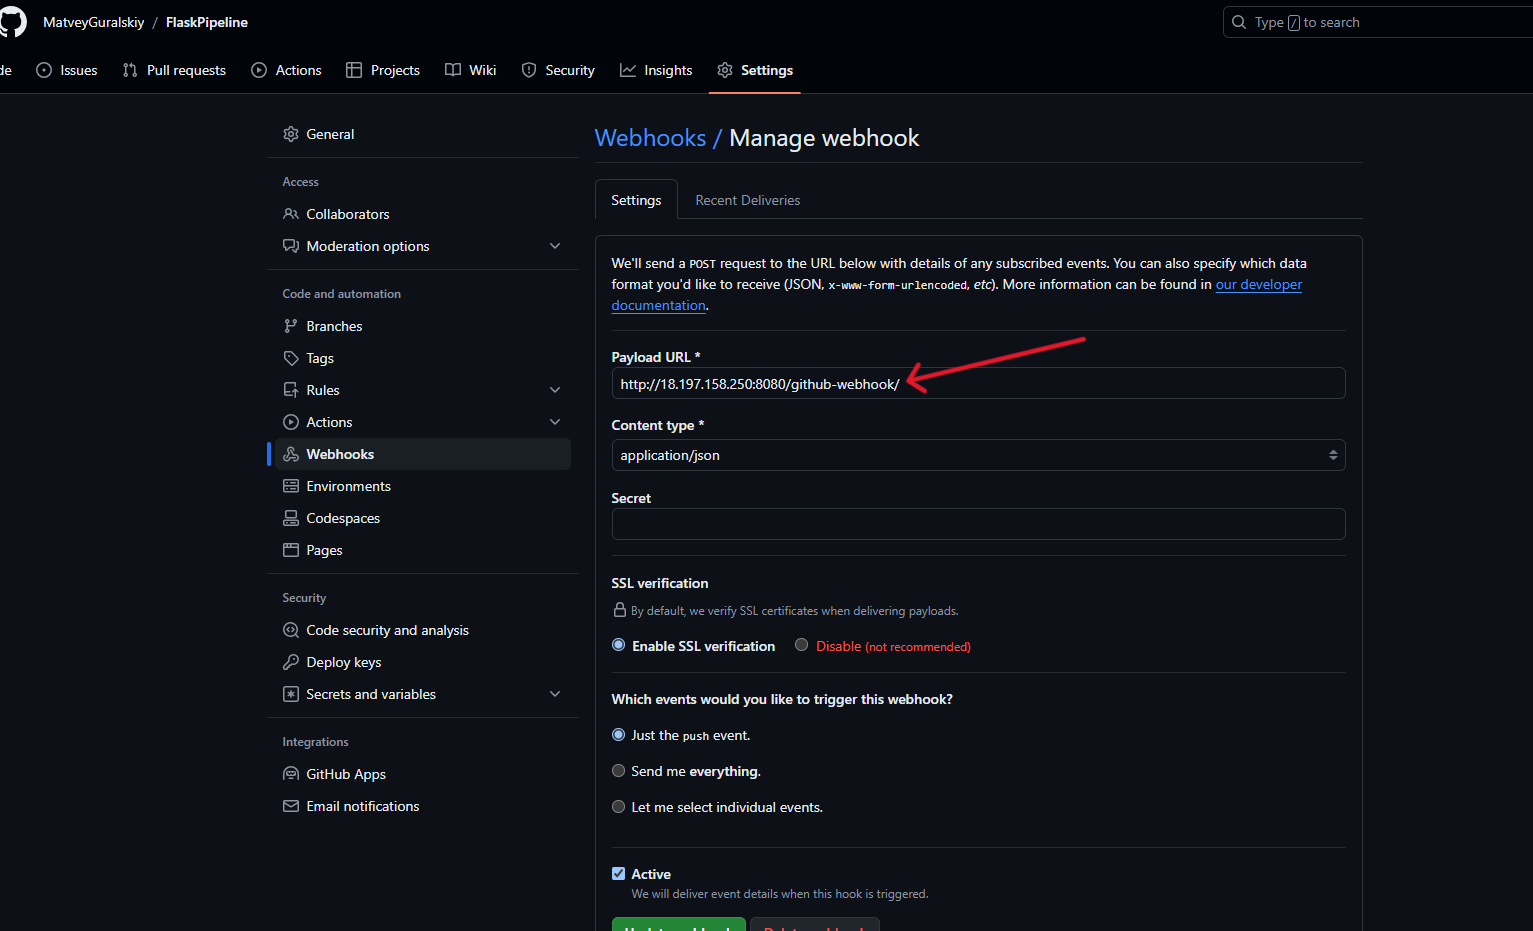 MatveyGuralskiy / FlaskPipeline
Type / to search
de Issues Pull requests Actions Projects Wiki Security Insights Settings
General
Access
Collaborators
Moderation options
Code and automation
Branches
Tags
Rules
Actions
Webhooks
Environments
Codespaces
Pages
Security
Code security and analysis
Deploy keys
Secrets and variables
Integrations
GitHub Apps
Email notifications
Webhooks / Manage webhook
Settings Recent Deliveries
We'll send a POST request to the URL below with details of any subscribed events. You can also specify which data
format you'd like to receive (JSON, x-www-form-urlencoded, etc). More information can be found in our developer
documentation.
Payload URL *
http://18.197.158.250:8080/github-webhook/
Content type *
application/json
Secret
SSL verification
By default, we verify SSL certificates when delivering payloads.
Enable SSL verification Disable (not recommended)
Which events would you like to trigger this webhook?
Just the push event.
Send me everything.
Let me select individual events.
Active
We will deliver event details when this hook is triggered.